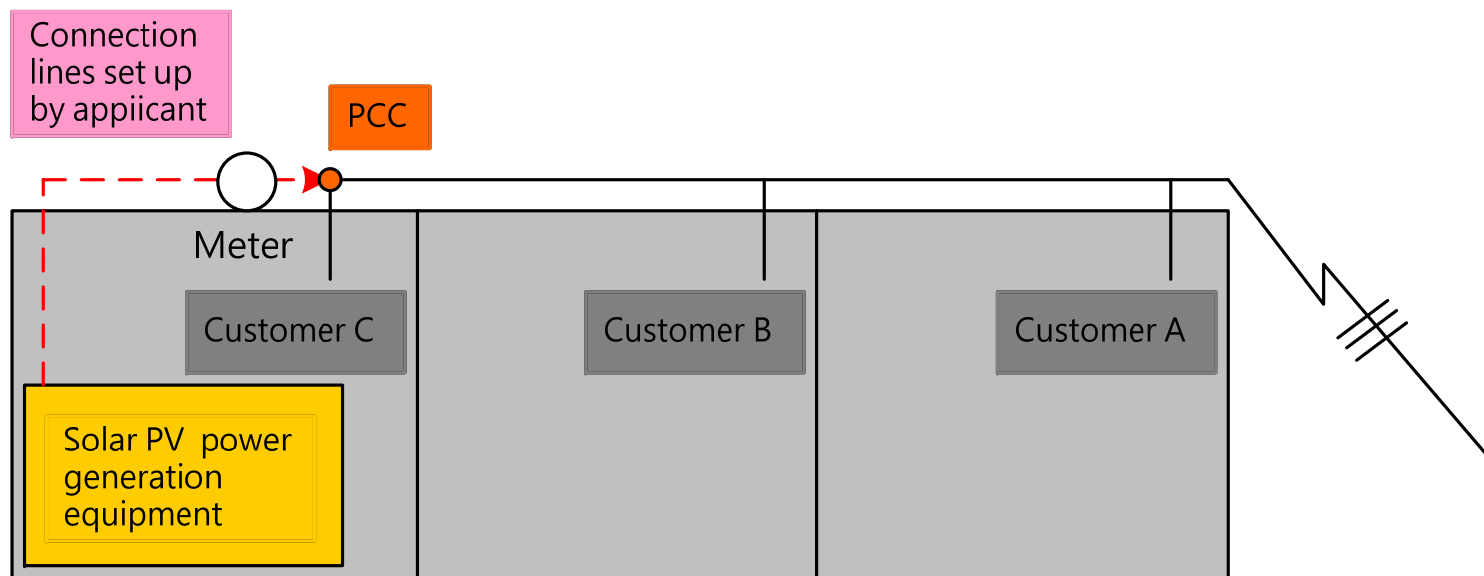 Connection
lines set up
by appiicant
PCC
Meter
Customer C
Customer B
Customer A
Solar PV power
generation
equipment